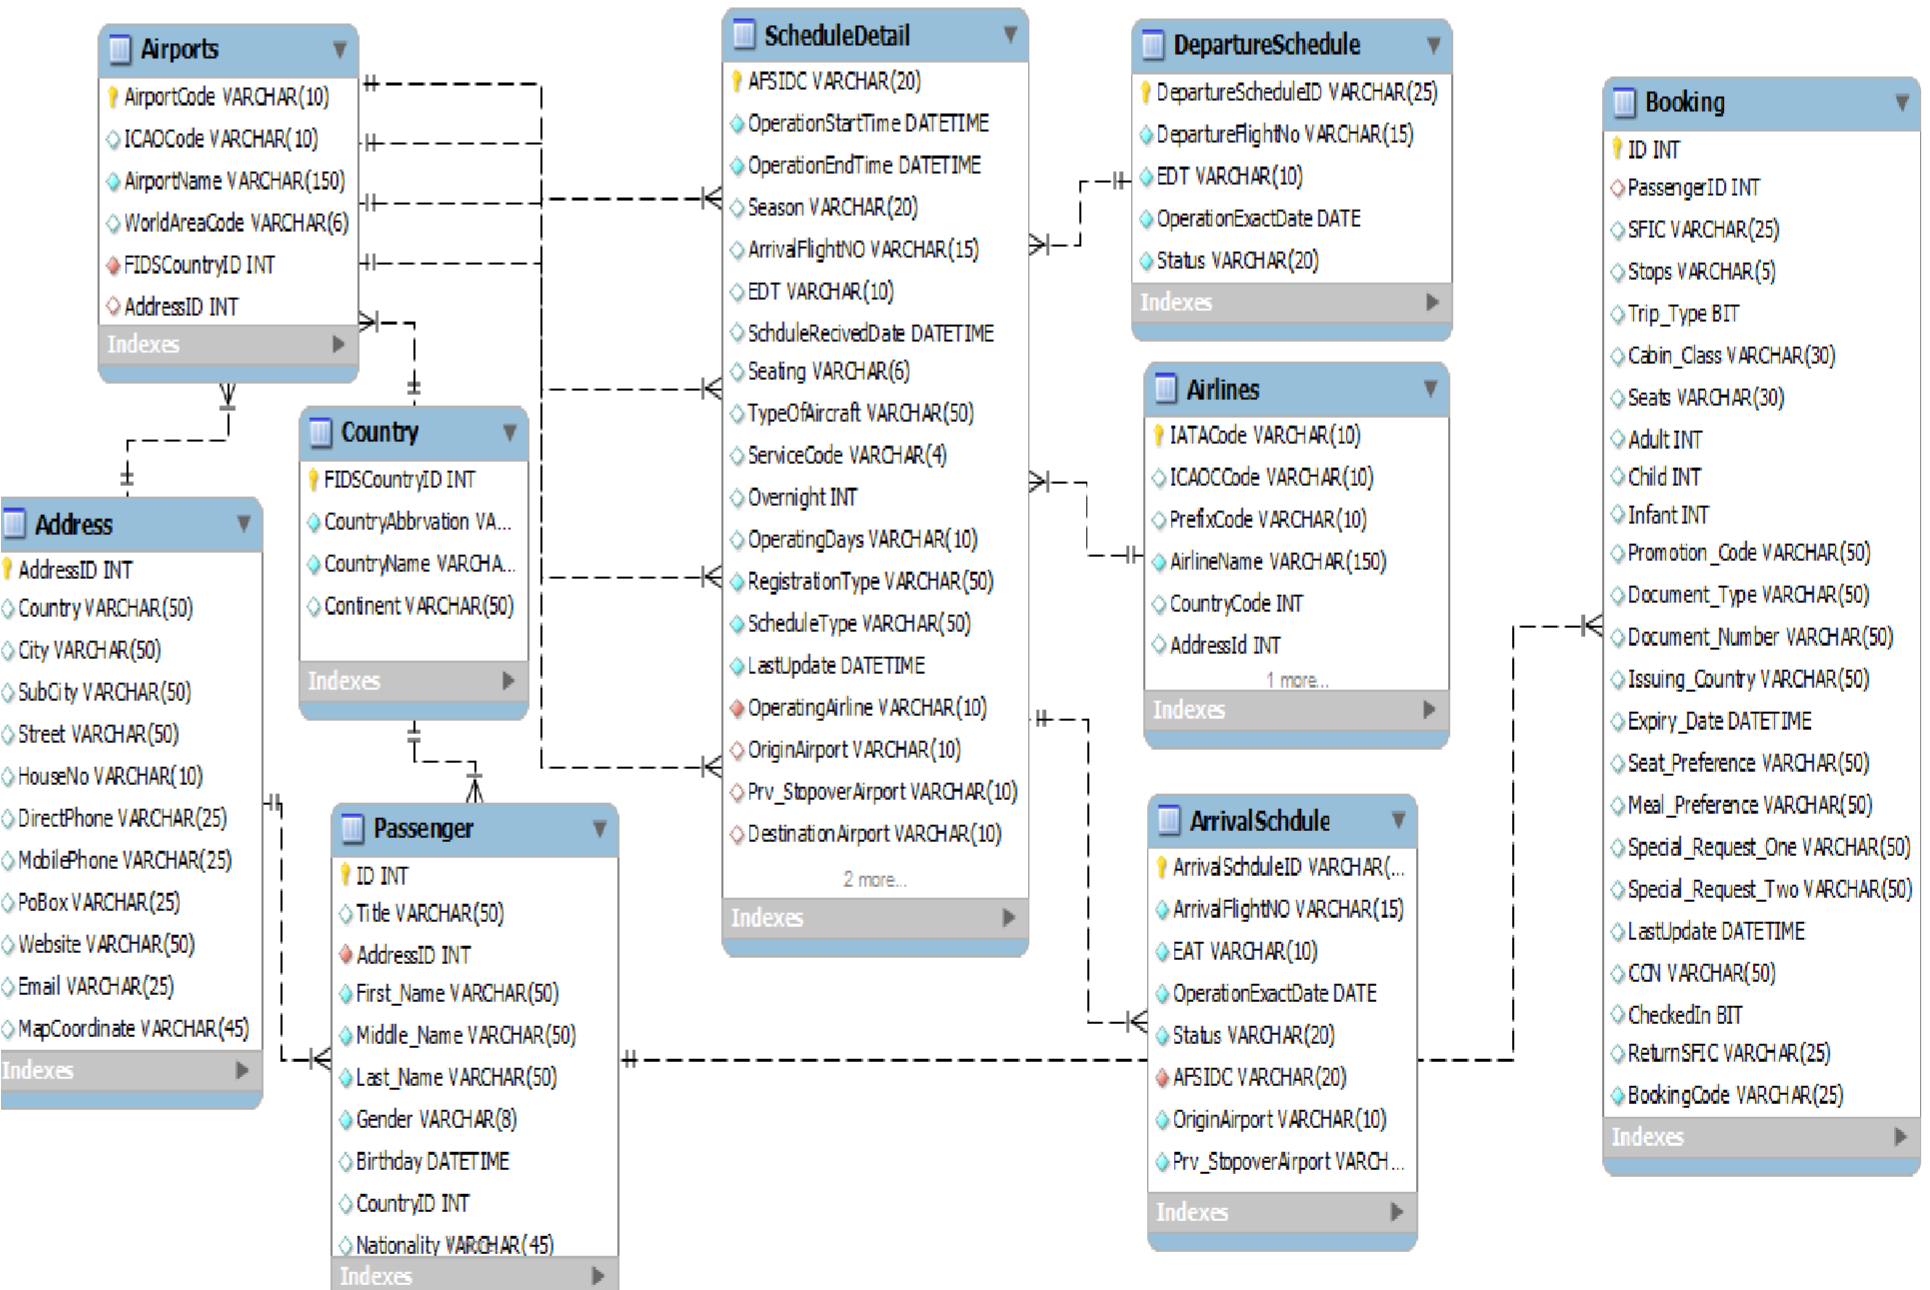 Airports
AirportCode VARCHAR(10)
ICAOCode VARCHAR(10)
AirportName VARCHAR(150)
WorldAreaCode VARCHAR(6)
FIDSCountryID INT
AddressID INT
Indexes
Address
AddressID INT
Country VARCHAR(50)
City VARCHAR(50)
SubCity VARCHAR(50)
Street VARCHAR(50)
HouseNo VARCHAR(10)
DirectPhone VARCHAR(25)
MobilePhone VARCHAR(25)
PoBox VARCHAR(25)
Website VARCHAR(50)
Email VARCHAR(25)
MapCoordinate VARCHAR(45)
Indexes
Country
FIDSCountryID INT
CountryAbbrvation VA...
CountryName VARCHA...
Continent VARCHAR(50)
Indexes
Passenger
ID INT
Title VARCHAR(50)
AddressID INT
First_Name VARCHAR(50)
Middle_Name VARCHAR(50)
Last_Name VARCHAR(50)
Gender VARCHAR(8)
Birthday DATETIME
CountryID INT
Nationality VARCHAR(45)
Indexes
ScheduleDetail
AFSIDC VARCHAR(20)
OperationStartTime DATETIME
OperationEndTime DATETIME
Season VARCHAR(20)
ArrivalFlightNO VARCHAR(15)
EDT VARCHAR(10)
SchduleRecivedDate DATETIME
Seating VARCHAR(6)
TypeOfAircraft VARCHAR(50)
ServiceCode VARCHAR(4)
Overnight INT
OperatingDays VARCHAR(10)
RegistrationType VARCHAR(50)
ScheduleType VARCHAR(50)
LastUpdate DATETIME
OperatingAirline VARCHAR(10)
OriginAirport VARCHAR(10)
Prv_StopoverAirport VARCHAR(10)
DestinationAirport VARCHAR(10)
2 more...
Indexes
DepartureSchedule
DepartureScheduleID VARCHAR(25)
DepartureFlightNo VARCHAR(15)
EDT VARCHAR(10)
OperationExactDate DATE
Status VARCHAR(20)
Indexes
Airlines
IATACode VARCHAR(10)
ICAOCCode VARCHAR(10)
PrefixCode VARCHAR(10)
AirlineName VARCHAR(150)
CountryCode INT
AddressId INT
1 more...
Indexes
ArrivalSchdule
ArrivalSchduleID VARCHAR(...
ArrivalFlightNO VARCHAR(15)
EAT VARCHAR(10)
OperationExactDate DATE
Status VARCHAR(20)
AFSIDC VARCHAR(20)
OriginAirport VARCHAR(10)
Prv_StopoverAirport VARCH...
Indexes
Booking
ID INT
PassengerID INT
SFIC VARCHAR(25)
Stops VARCHAR(5)
Trip_Type BIT
Cabin_Class VARCHAR(30)
Seats VARCHAR(30)
Adult INT
Child INT
Infant INT
Promotion_Code VARCHAR(50)
Document_Type VARCHAR(50)
Document_Number VARCHAR(50)
Issuing_Country VARCHAR(50)
Expiry_Date DATETIME
Seat_Preference VARCHAR(50)
Meal_Preference VARCHAR(50)
Special_Request_One VARCHAR(50)
Special_Request_Two VARCHAR(50)
LastUpdate DATETIME
CCN VARCHAR(50)
CheckedIn BIT
ReturnSFIC VARCHAR(25)
BookingCode VARCHAR(25)
Indexes